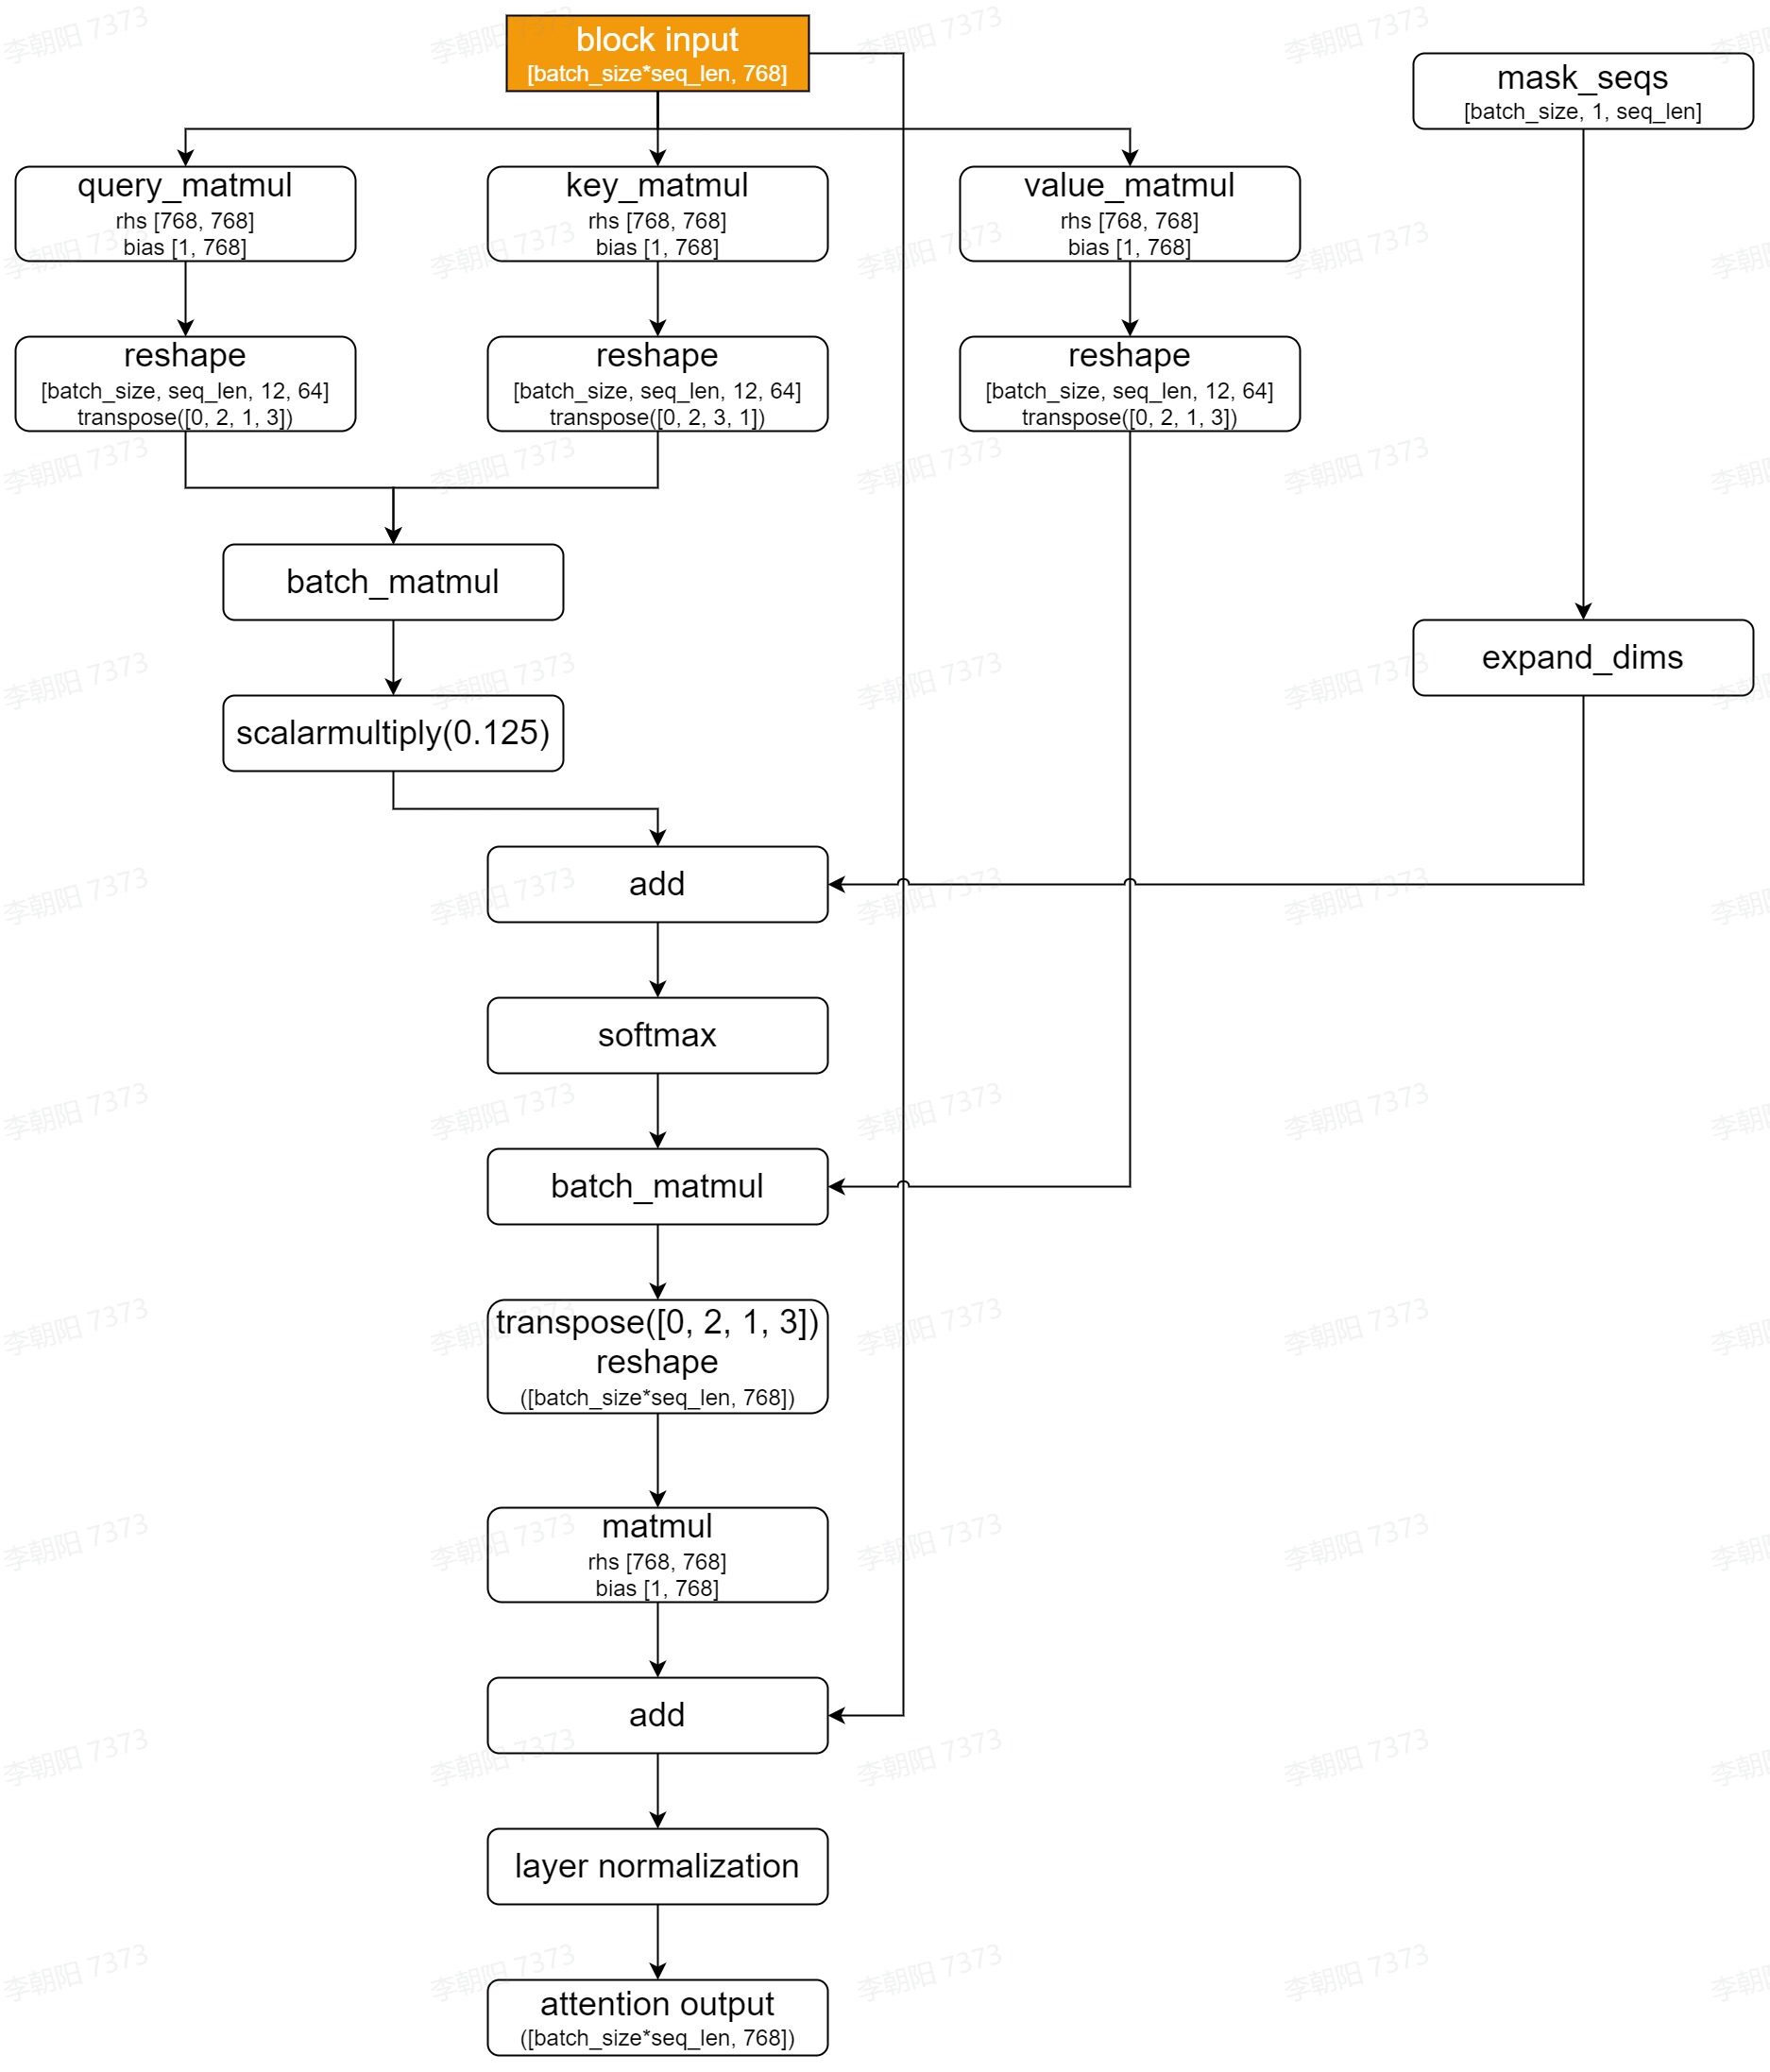 block input
[batch_size*seq_len, 768]
mask_seqs
[batch_size, 1, seq_len]
query_matmul
rhs [768, 768]
bias [1, 768]
key_matmul
rhs [768, 768]
bias [1, 768]
value_matmul
rhs [768, 768]
bias [1, 768]
reshape
[batch_size, seq_len, 12, 64]
transpose([0, 2, 1, 3])
reshape
[batch_size, seq_len, 12, 64]
transpose([0, 2, 3, 1])
reshape
[batch_size, seq_len, 12, 64]
transpose([0, 2, 1, 3])
batch_matmul
expand_dims
scalarmultiply(0.125)
add
softmax
batch_matmul
transpose([0, 2, 1, 3])
reshape
([batch_size*seq_len, 768])
matmul
rhs [768, 768]
bias [1, 768]
add
layer normalization
attention output
([batch_size*seq_len, 768])
李朝阳 7373